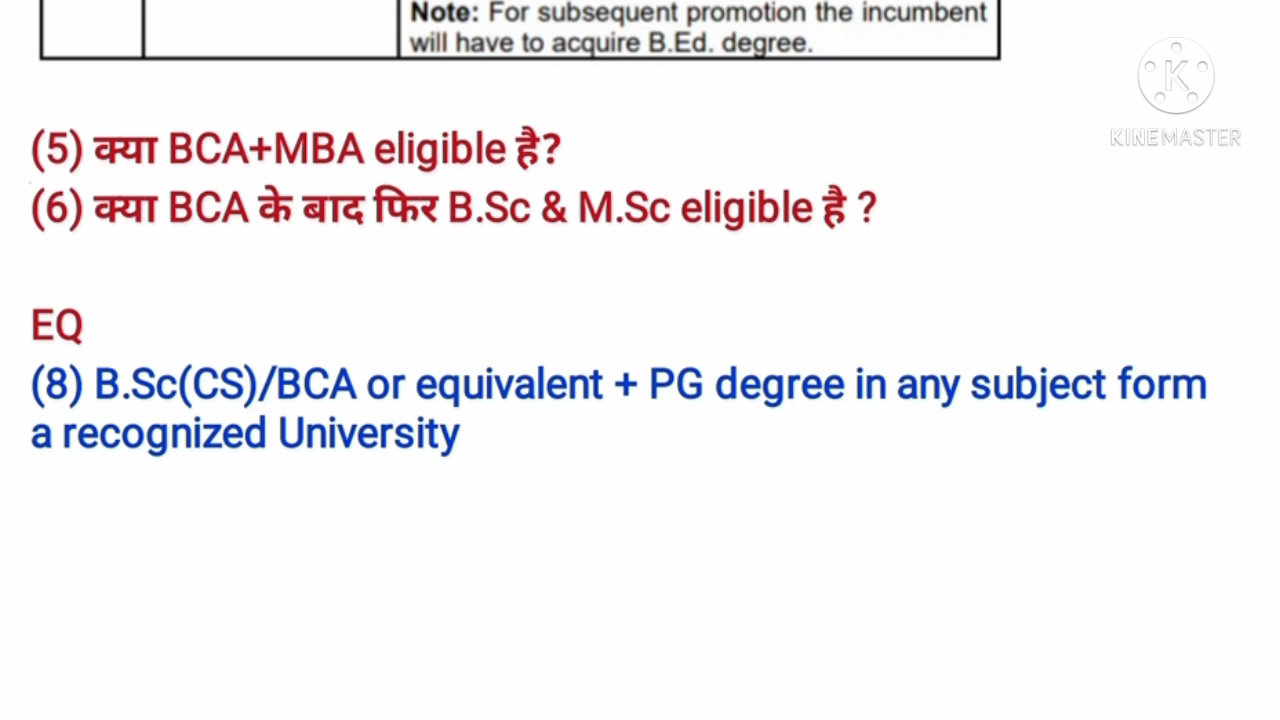 Note: For subsequent promotion the incumbent
will have to acquire B.Ed. degree.
K
KINEMASTER
(5) क्या BCA+MBA eligible है?
(6) क्या BCA के बाद फिर B.Sc & M.Sc eligible है ?
EQ
(8) B.Sc(CS)/BCA or equivalent + PG degree in any subject form
a recognized University